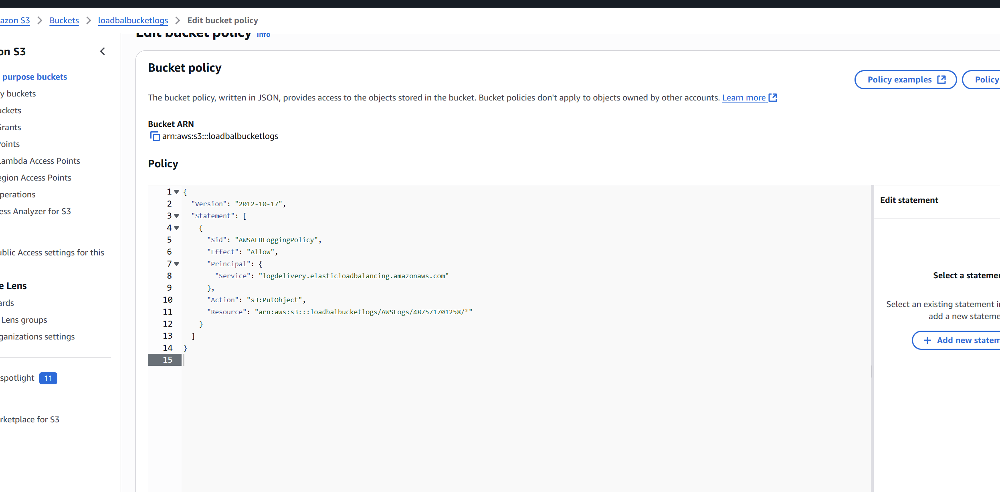 azon S3 > Buckets > loadbalbucketlogs > Edit bucket policy
Edit bucket policy Info
on S3
purpose buckets
y buckets
uckets
Grants
Points
Lambda Access Points
egion Access Points
perations
ess Analyzer for S3
ublic Access settings for this
e Lens
ards
Lens groups
ganizations settings
spotlight 11
rketplace for S3
Bucket policy
Policy examples
Policy
The bucket policy, written in JSON, provides access to the objects stored in the bucket. Bucket policies don't apply to objects owned by other accounts. Learn more
Bucket ARN
arn:aws:s3:::loadbalbucketlogs
Policy
1 {
2 "Version": "2012-10-17",
3 "Statement": [
4 {
5 "Sid": "AWSALBLoggingPolicy",
6 "Effect": "Allow",
7 "Principal": {
8 "Service": "logdelivery.elasticloadbalancing.amazonaws.com"
9 },
10 "Action": "s3:PutObject",
11 "Resource": "arn:aws:s3:::loadbalbucketlogs/AWSLogs/487571701258/*"
12 }
13 ]
14 }
15
Edit statement
Select a statemen
Select an existing statement i
add a new stateme
+ Add new statem